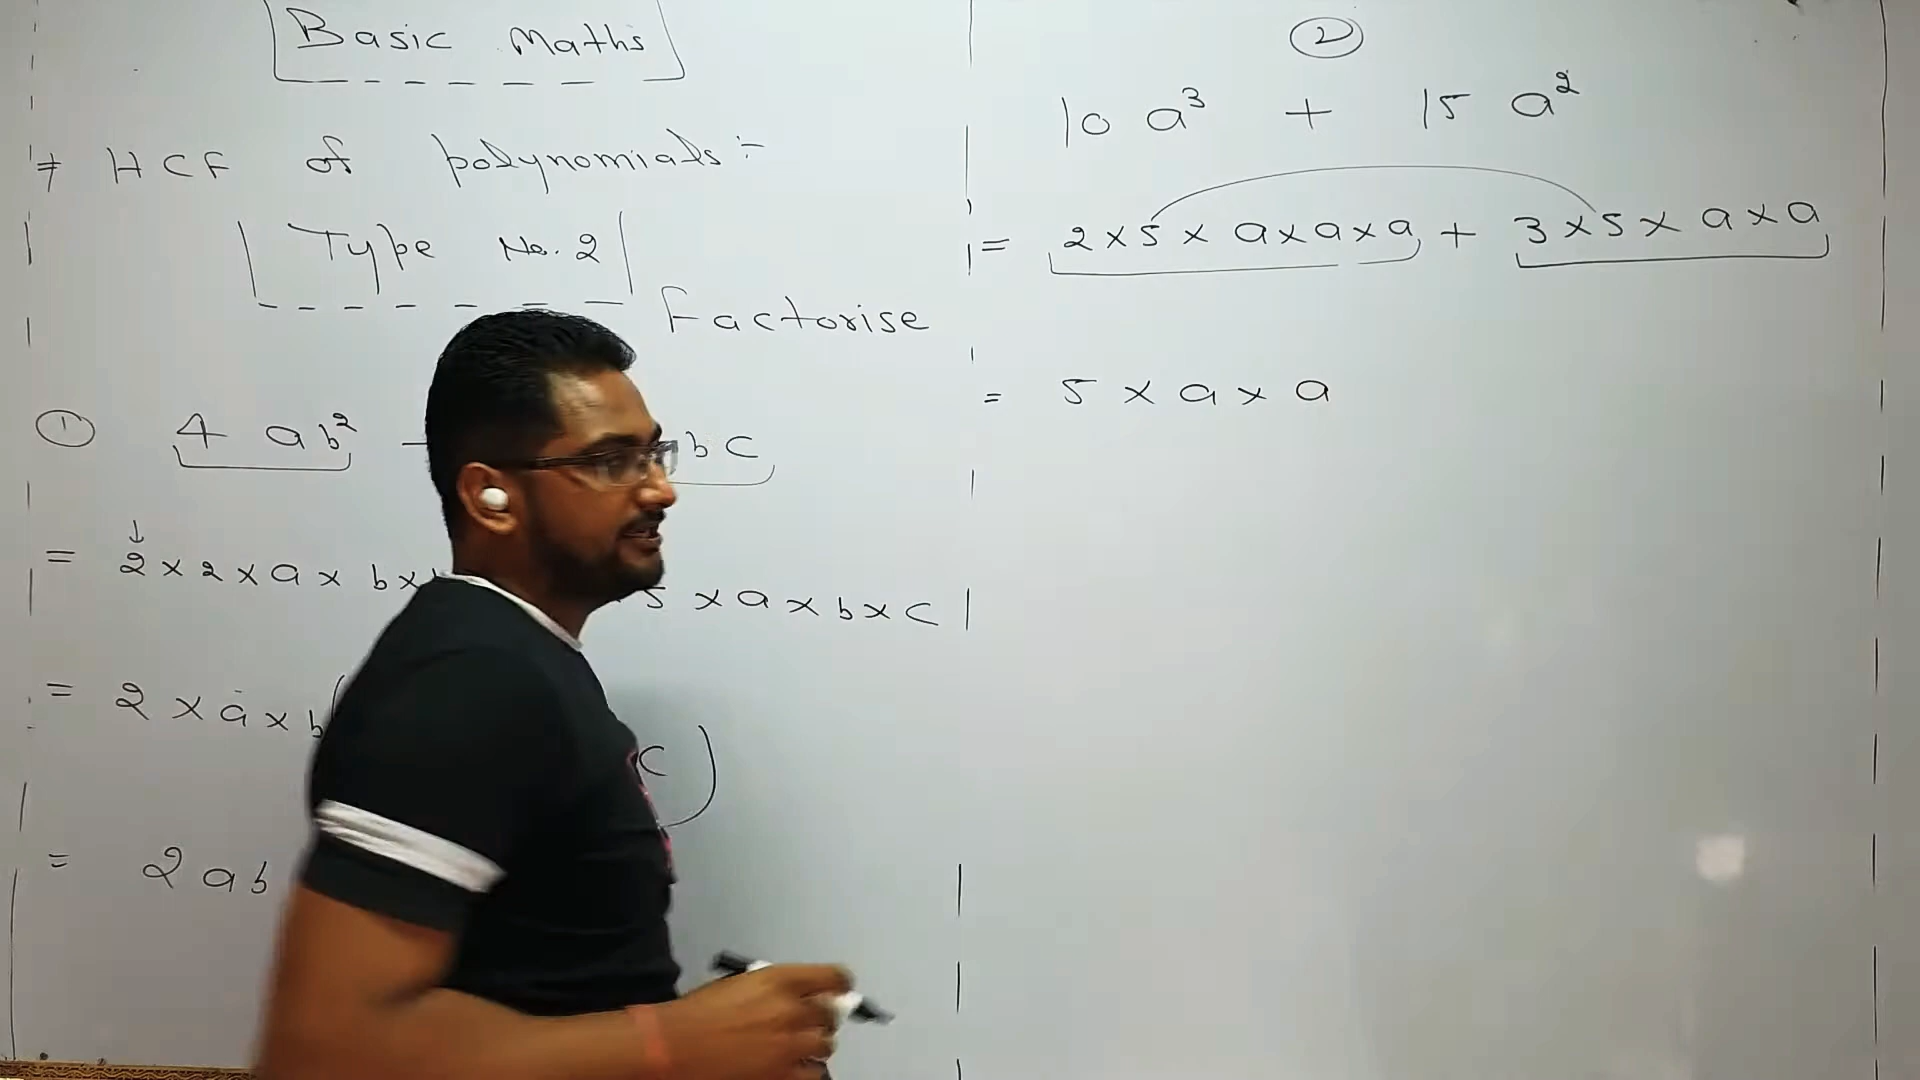 Basic Maths
≠ HCF of polynomials :-
Type No. 2
Factorise
① 4 ab² - bc
= 2 × 2 × a × b × 5 × a × b × c
= 2 × a × b ( c )
= 2 ab
②
10 a³ + 15 a²
= 2 × 5 × a × a × a + 3 × 5 × a × a
= 5 × a × a